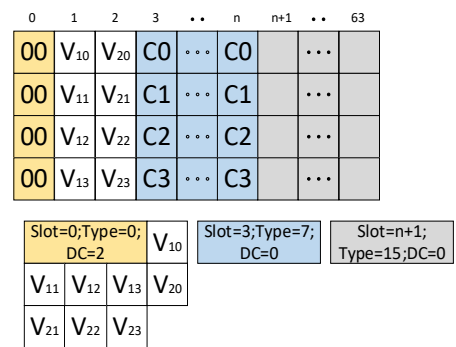 0 1 2 3 •• n n+1 •• 63
00 V₁₀ V₂₀ C0 ∘∘∘ C0 •••
00 V₁₁ V₂₁ C1 ∘∘∘ C1 •••
00 V₁₂ V₂₂ C2 ∘∘∘ C2 •••
00 V₁₃ V₂₃ C3 ∘∘∘ C3 •••
Slot=0;Type=0;
DC=2
V₁₀
Slot=3;Type=7;
DC=0
Slot=n+1;
Type=15;DC=0
V₁₁ V₁₂ V₁₃ V₂₀
V₂₁ V₂₂ V₂₃